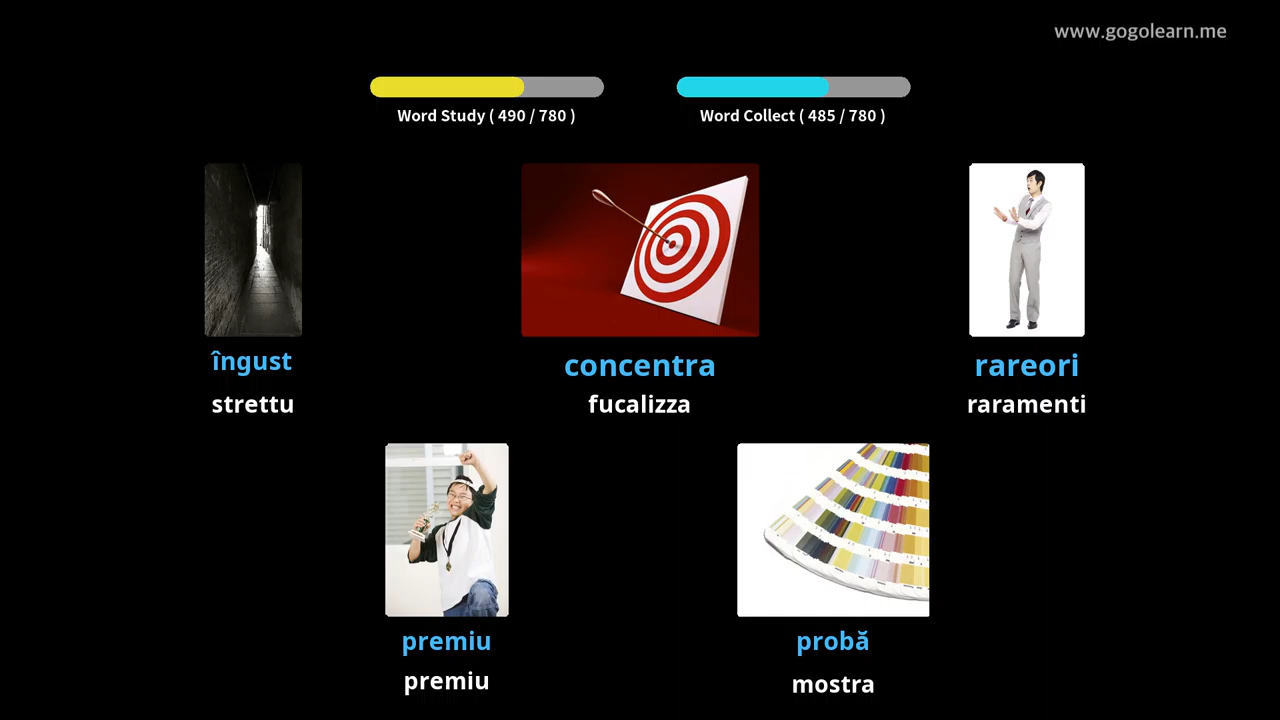 www.gogolearn.me
Word Study ( 490 / 780 )
Word Collect ( 485 / 780 )
îngust
concentra
rareori
strettu
fucalizza
raramenti
premiu
probă
premiu
mostra